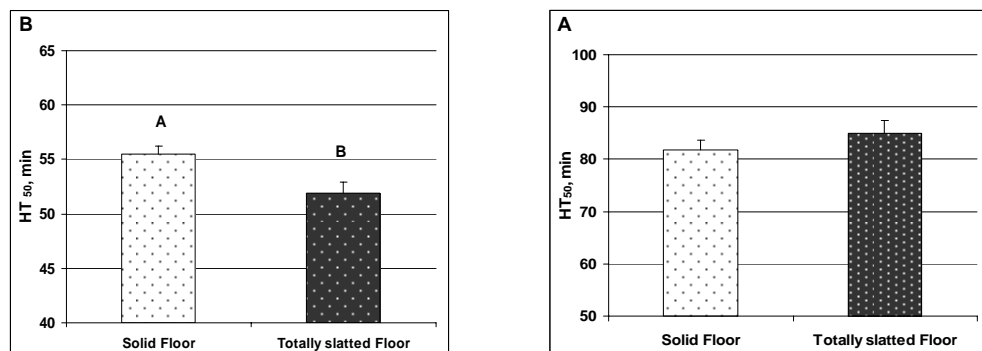 B
65
60
55
50
45
40
HT 50, min
A
B
Solid Floor
Totally slatted Floor
A
100
90
80
70
60
50
HT50, min
Solid Floor
Totally slatted Floor